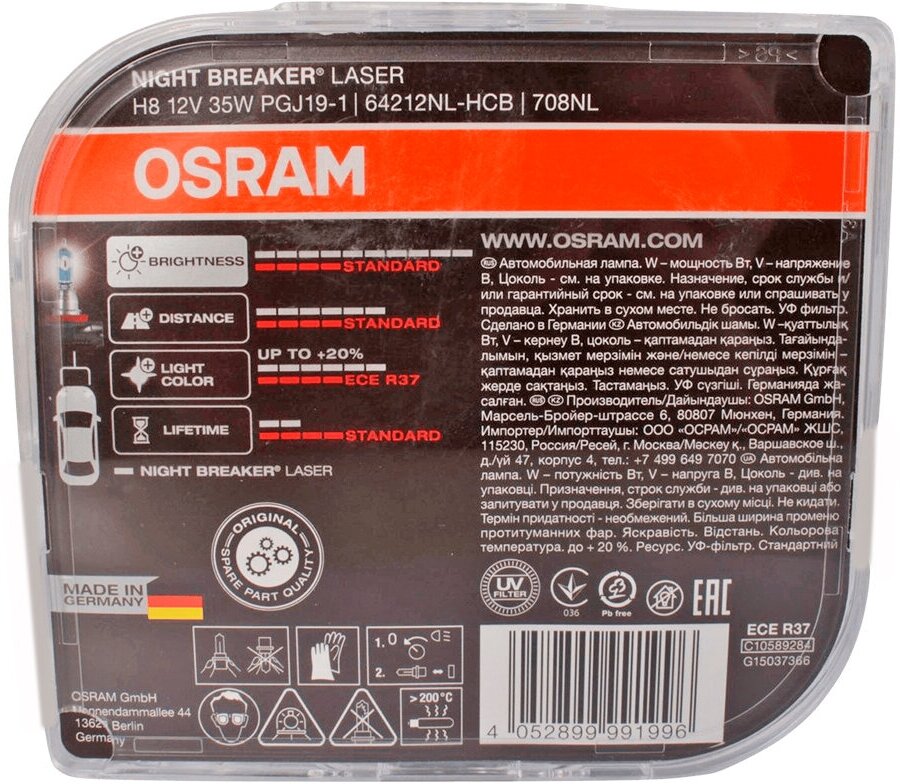 >89<
NIGHT BREAKER® LASER
H8 12V 35W PGJ19-1 | 64212NL-HCB | 708NL
OSRAM
BRIGHTNESS
STANDARD
DISTANCE
STANDARD
UP TO +20%
LIGHT
COLOR
ECE R37
LIFETIME
STANDARD
NIGHT BREAKER® LASER
WWW.OSRAM.COM
RUS Автомобильная лампа. W – мощность Вт, V – напряжение
В, Цоколь - см. на упаковке. Назначение, срок службы и/
или гарантийный срок - см. на упаковке или спрашивать у
продавца. Хранить в сухом месте. Не бросать. УФ фильтр.
Сделано в Германии KZ Автомобильдік шамы. W –қуаттылық
Вт, V – кернеу В, цоколь – қаптамадан қараңыз. Тағайында-
лымын, қызмет мерзімін және/немесе кепілді мерзімін –
қаптамадан қараңыз немесе сатушыдан сұраңыз. Құрғақ
жерде сақтаңыз. Тастамаңыз. УФ сүзгіші. Германияда жа-
салған. RUS KZ Производитель/Дайындаушы: OSRAM GmbH,
Марсель-Бройер-штрассе 6, 80807 Мюнхен, Германия.
Импортер/Импорттаушы: ООО «ОСРАМ»/«ОСРАМ» ЖШС,
115230, Россия/Ресей, г. Москва/Мәскеу қ., Варшавское ш.,
д./үй 47, корпус 4, тел.: +7 499 649 7070 UA Автомобільна
лампа. W – потужність Вт, V – напруга В, Цоколь - див. на
упаковці. Призначення, строк служби - див. на упаковці або
запитувати у продавця. Зберігати в сухому місці. Не кидати.
Термін придатності - необмежений. Більша ширина променю
протитуманних фар. Яскравість. Відстань. Кольорова
температура. до + 20 %. Ресурс. УФ-фільтр. Стандартний
ORIGINAL
SPARE PART QUALITY
MADE IN
GERMANY
UV
FILTER
036
Pb free
EAC
ECE R37
C10589284
G15037366
1. 0
2.
>200°C
OSRAM GmbH
Nonnendammallee 44
13629 Berlin
Germany
4 052899 991996